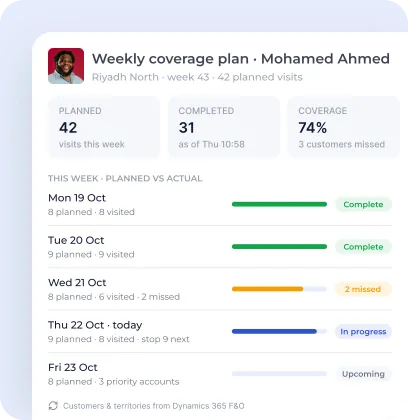 Weekly coverage plan · Mohamed Ahmed
Riyadh North · week 43 · 42 planned visits
PLANNED
42
visits this week
COMPLETED
31
as of Thu 10:58
COVERAGE
74%
3 customers missed
THIS WEEK · PLANNED VS ACTUAL
Mon 19 Oct
8 planned · 8 visited
Complete
Tue 20 Oct
9 planned · 9 visited
Complete
Wed 21 Oct
8 planned · 6 visited · 2 missed
2 missed
Thu 22 Oct · today
9 planned · 8 visited · stop 9 next
In progress
Fri 23 Oct
8 planned · 3 priority accounts
Upcoming
Customers & territories from Dynamics 365 F&O